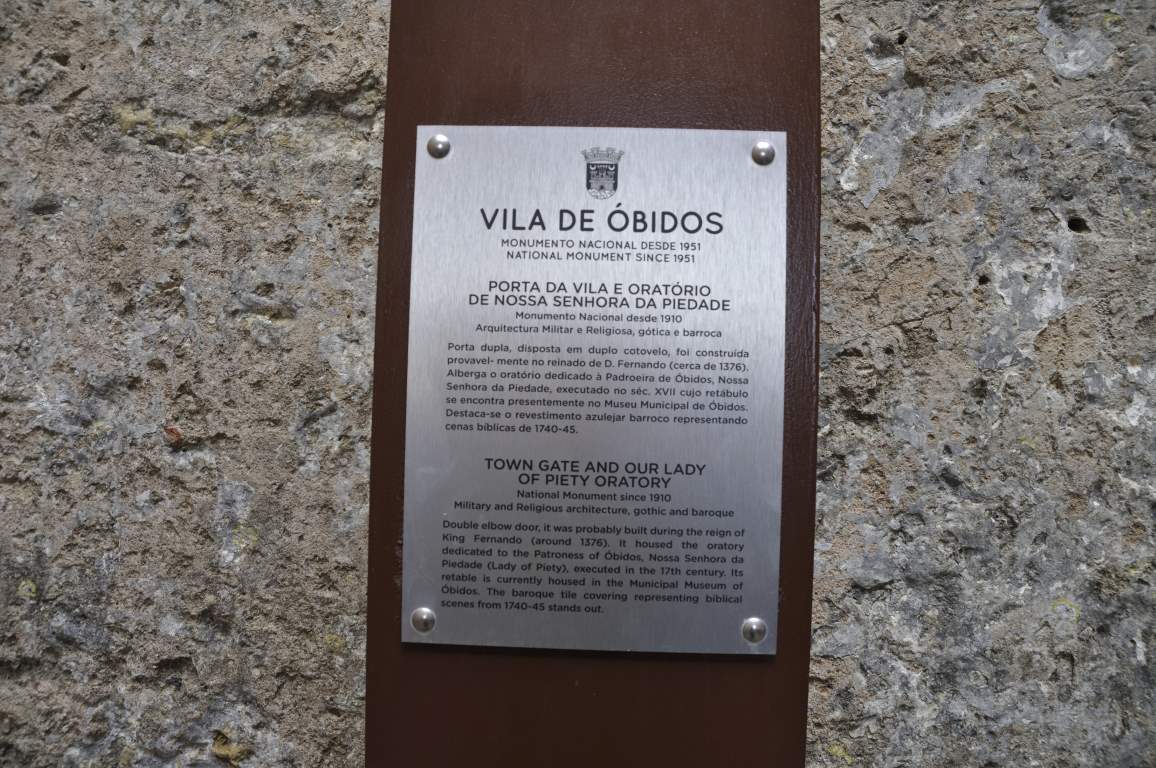 VILA DE ÓBIDOS
MONUMENTO NACIONAL DESDE 1951
NATIONAL MONUMENT SINCE 1951
PORTA DA VILA E ORATÓRIO
DE NOSSA SENHORA DA PIEDADE
Monumento Nacional desde 1910
Arquitectura Militar e Religiosa, gótica e barroca
Porta dupla, disposta em duplo cotovelo, foi construída
provavel- mente no reinado de D. Fernando (cerca de 1376).
Alberga o oratório dedicado à Padroeira de Óbidos, Nossa
Senhora da Piedade, executado no séc. XVII cujo retábulo
se encontra presentemente no Museu Municipal de Óbidos.
Destaca-se o revestimento azulejar barroco representando
cenas bíblicas de 1740-45.
TOWN GATE AND OUR LADY
OF PIETY ORATORY
National Monument since 1910
Military and Religious architecture, gothic and baroque
Double elbow door, it was probably built during the reign of
King Fernando (around 1376). It housed the oratory
dedicated to the Patroness of Óbidos, Nossa Senhora da
Piedade (Lady of Piety), executed in the 17th century. Its
retable is currently housed in the Municipal Museum of
Óbidos. The baroque tile covering representing biblical
scenes from 1740-45 stands out.